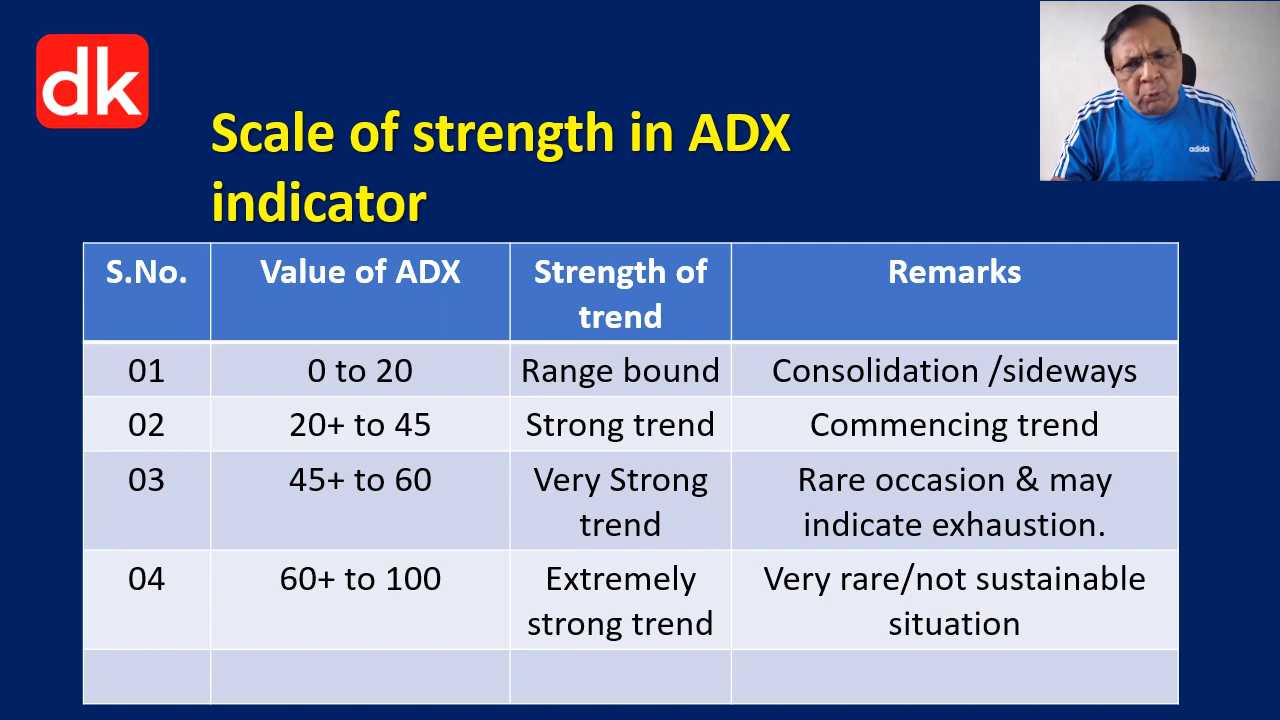 dk
Scale of strength in ADX
indicator
adidas
S.No. Value of ADX Strength of trend Remarks
01 0 to 20 Range bound Consolidation /sideways
02 20+ to 45 Strong trend Commencing trend
03 45+ to 60 Very Strong trend Rare occasion & may indicate exhaustion.
04 60+ to 100 Extremely strong trend Very rare/not sustainable situation